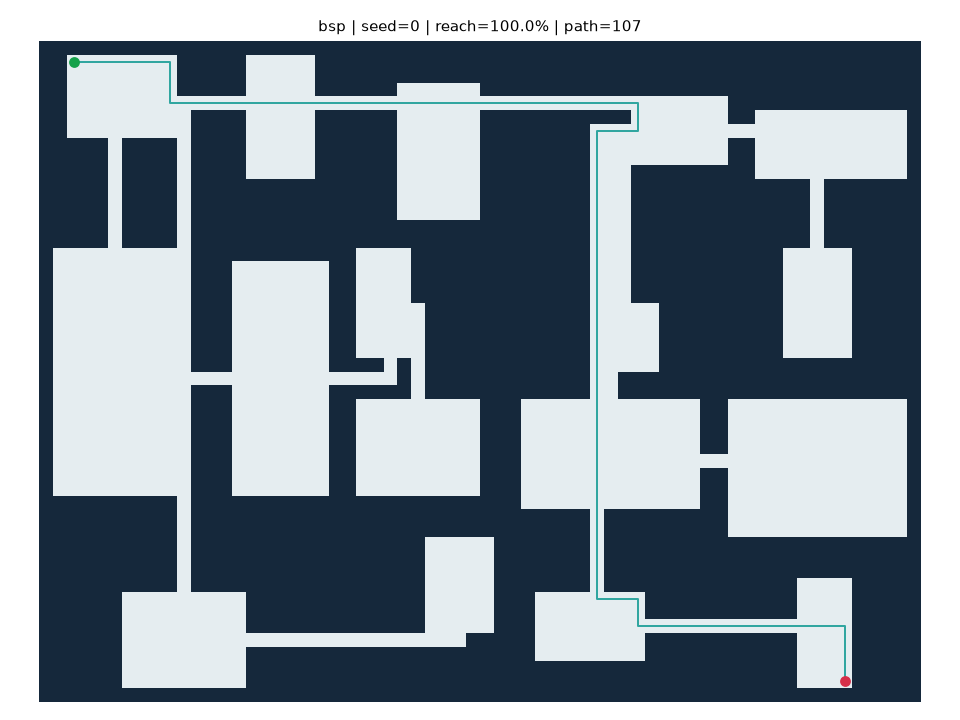 bsp | seed=0 | reach=100.0% | path=107